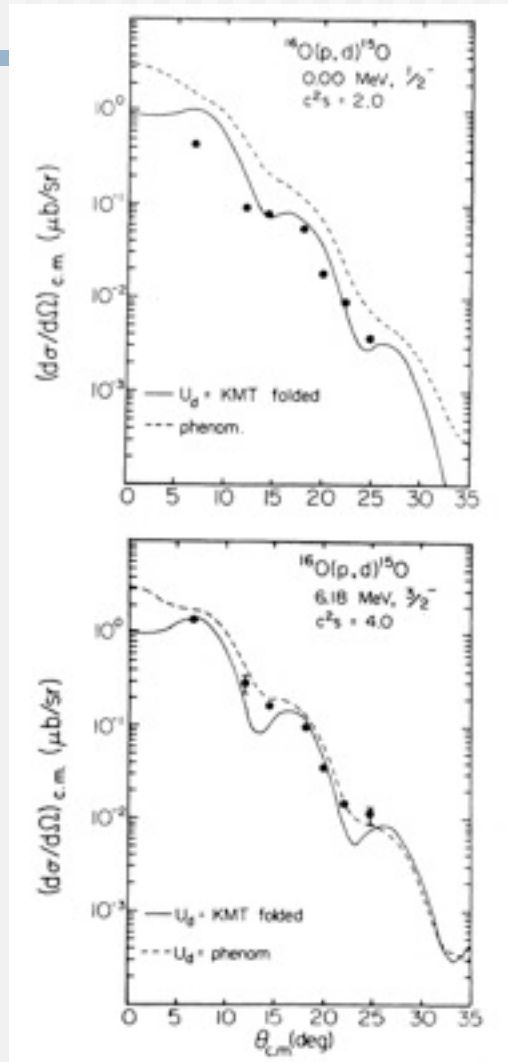 ¹⁶O(p,d)¹⁵O
0.00 MeV, ½⁻
c²s = 2.0
(dσ/dΩ) c.m. (μb/sr)
10⁰
10⁻¹
10⁻²
10⁻³
— U_d = KMT folded
---- phenom.
0 5 10 15 20 25 30 35
¹⁶O(p,d)¹⁵O
6.18 MeV, 3/2⁻
c²s = 4.0
(dσ/dΩ) c.m. (μb/sr)
10⁰
10⁻¹
10⁻²
10⁻³
— U_d = KMT folded
---- U_d = phenom
0 5 10 15 20 25 30 35
θ_c.m(deg)